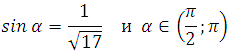 sin α = 1/√17 и α ∈ (π/2; π)